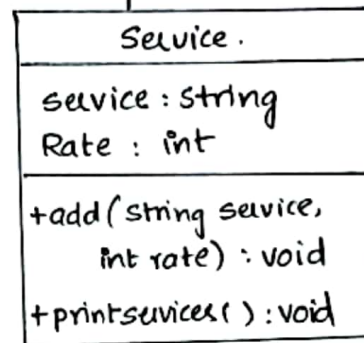 Service.
service : string
Rate : int
+add(string service,
int rate) : void
+printservices( ) : void